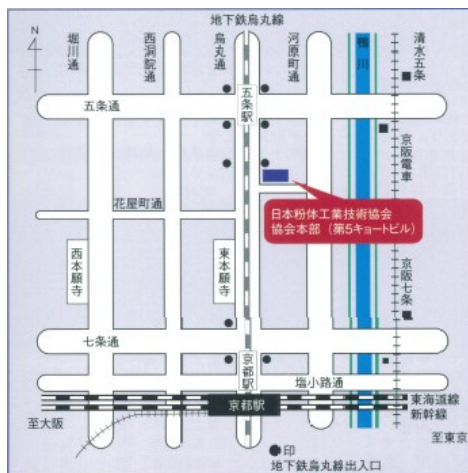 地下鉄烏丸線
N
堀川通
西洞院通
烏丸通
河原町通
鴨川
清水五条
五条駅
五条通
京阪電車
花屋町通
日本粉体工業技術協会
協会本部（第5キョートビル）
西本願寺
東本願寺
京阪七条
七条通
京都駅
塩小路通
京都駅
東海道線
新幹線
至大阪
至東京
●印
地下鉄烏丸線出入口